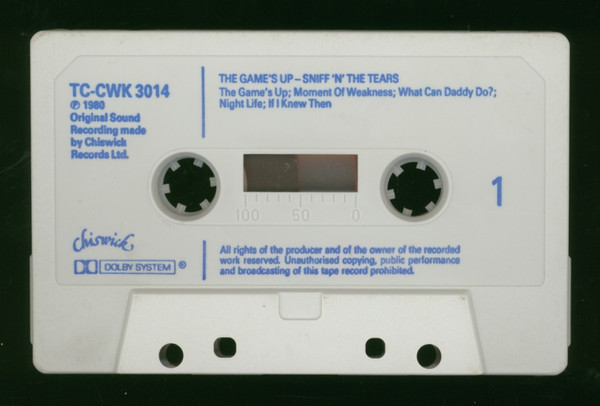 TC-CWK 3014
℗ 1980
Original Sound
Recording made
by Chiswick
Records Ltd.
THE GAME'S UP – SNIFF 'N' THE TEARS
The Game's Up; Moment Of Weakness; What Can Daddy Do?;
Night Life; If I Knew Then
100 50 0
1
Chiswick
DOLBY SYSTEM ®
All rights of the producer and of the owner of the recorded
work reserved. Unauthorised copying, public performance
and broadcasting of this tape record prohibited.